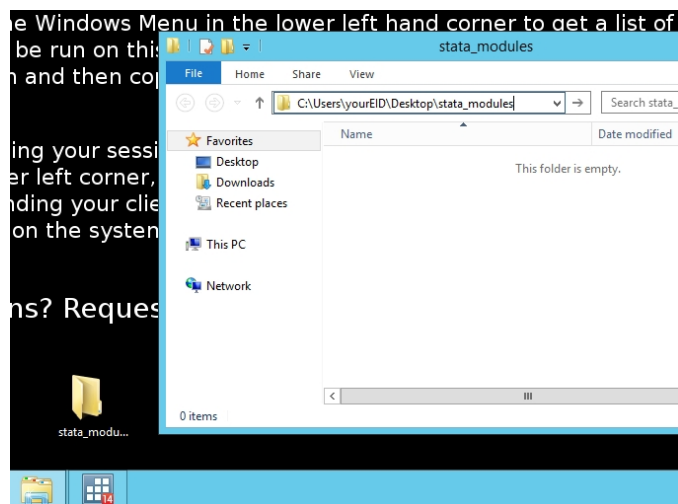 e Windows Menu in the lower left hand corner to get a list of
be run on this
n and then cop
ing your sessi
er left corner,
nding your clie
on the system
ns? Reques
stata_modules
File Home Share View
C:\Users\yourEID\Desktop\stata_modules
Search stata_
Name Date modified
This folder is empty.
Favorites
Desktop
Downloads
Recent places
This PC
Network
0 items
stata_modu...
14